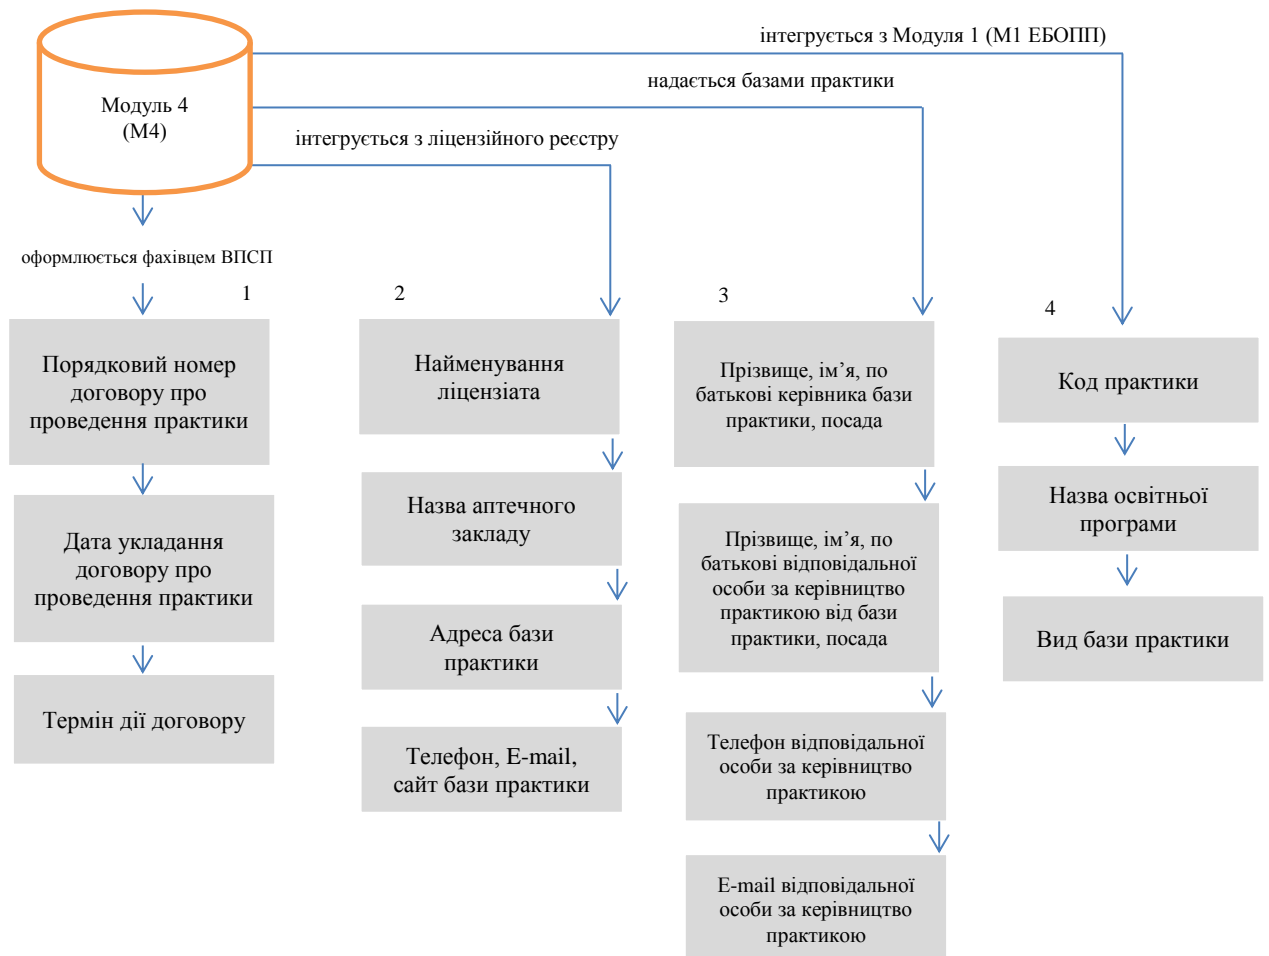 інтегрується з Модуля 1 (М1 ЕБОПП)
надається базами практики
інтегрується з ліцензійного реєстру
Модуль 4
(М4)
оформлюється фахівцем ВПСП
1
Порядковий номер
договору про
проведення практики
Дата укладання
договору про
проведення практики
Термін дії договору
2
Найменування
ліцензіата
Назва аптечного
закладу
Адреса бази
практики
Телефон, E-mail,
сайт бази практики
3
Прізвище, ім’я, по
батькові керівника бази
практики, посада
Прізвище, ім’я, по
батькові відповідальної
особи за керівництво
практикою від бази
практики, посада
Телефон відповідальної
особи за керівництво
практикою
E-mail відповідальної
особи за керівництво
практикою
4
Код практики
Назва освітньої
програми
Вид бази практики